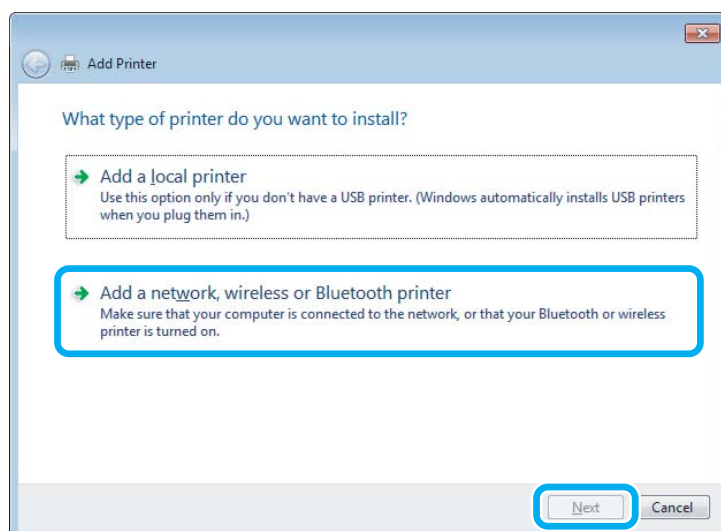 Add Printer
What type of printer do you want to install?
Add a local printer
Use this option only if you don't have a USB printer. (Windows automatically installs USB printers
when you plug them in.)
Add a network, wireless or Bluetooth printer
Make sure that your computer is connected to the network, or that your Bluetooth or wireless
printer is turned on.
Next Cancel